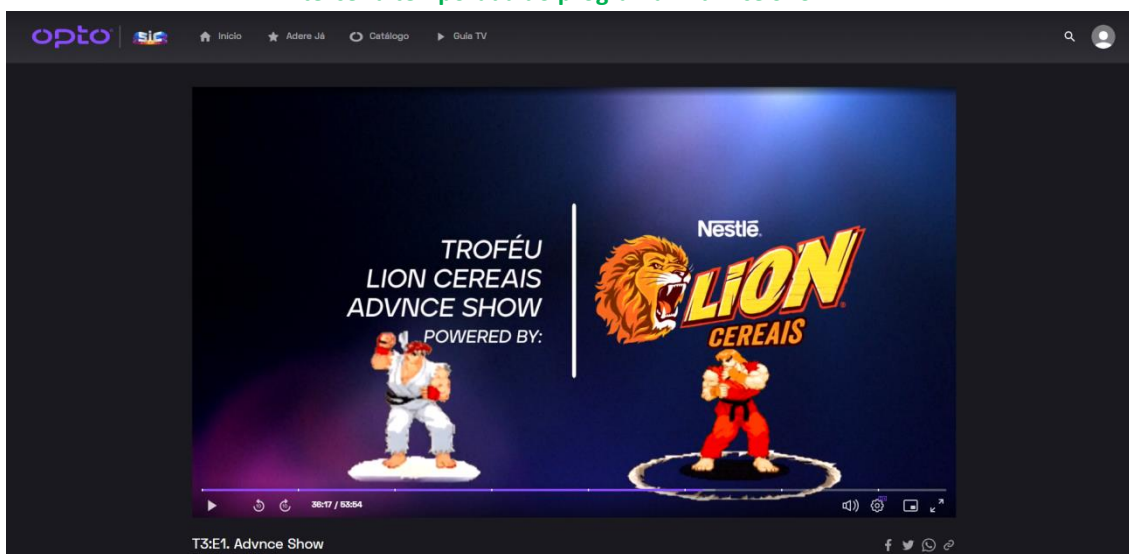 opto SIC Início Adere Já Catálogo Guia TV
TROFÉU
LION CEREAIS
ADVNCE SHOW
POWERED BY:
Nestlé.
LION
CEREAIS
36:17 / 53:54
T3:E1. Advnce Show